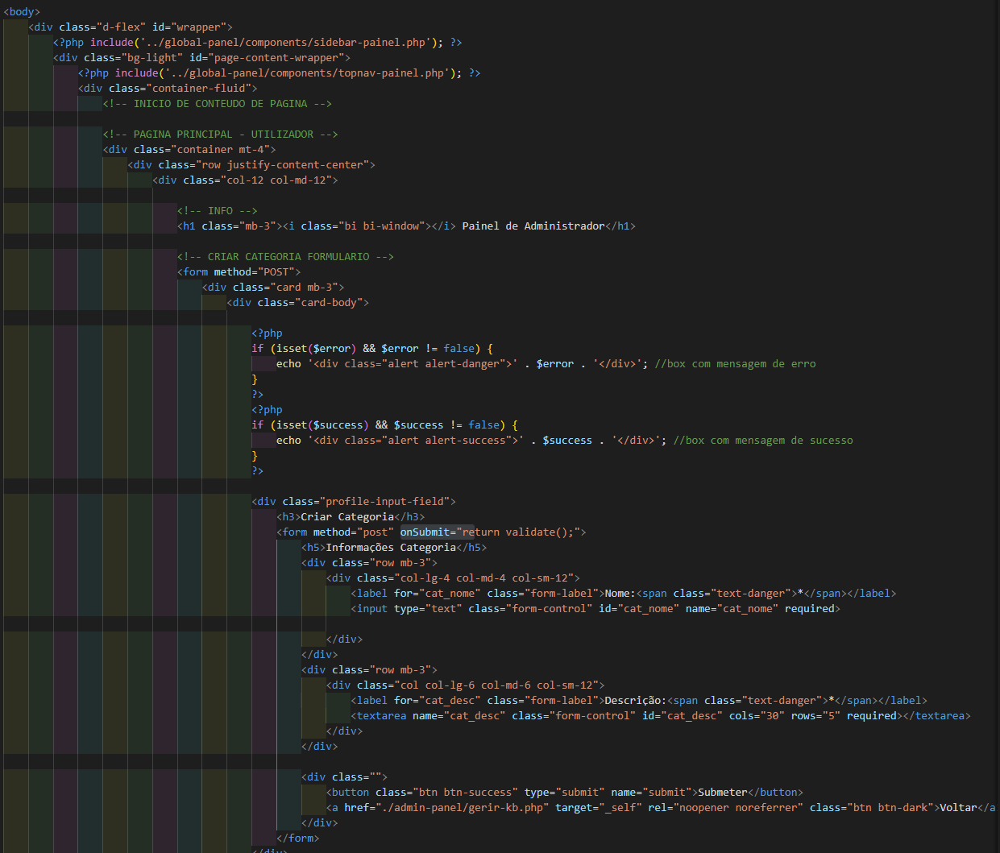 <body>
<div class="d-flex" id="wrapper">
<?php include('../global-panel/components/sidebar-painel.php'); ?>
<div class="bg-light" id="page-content-wrapper">
<?php include('../global-panel/components/topnav-painel.php'); ?>
<div class="container-fluid">
<!-- INICIO DE CONTEUDO DE PAGINA -->
<!-- PAGINA PRINCIPAL - UTILIZADOR -->
<div class="container mt-4">
<div class="row justify-content-center">
<div class="col-12 col-md-12">
<!-- INFO -->
<h1 class="mb-3"><i class="bi bi-window"></i> Painel de Administrador</h1>
<!-- CRIAR CATEGORIA FORMULARIO -->
<form method="POST">
<div class="card mb-3">
<div class="card-body">
<?php
if (isset($error) && $error != false) {
echo '<div class="alert alert-danger">' . $error . '</div>'; //box com mensagem de erro
}
?>
<?php
if (isset($success) && $success != false) {
echo '<div class="alert alert-success">' . $success . '</div>'; //box com mensagem de sucesso
}
?>
<div class="profile-input-field">
<h3>Criar Categoria</h3>
<form method="post" onSubmit="return validate();">
<h5>Informações Categoria</h5>
<div class="row mb-3">
<div class="col-lg-4 col-md-4 col-sm-12">
<label for="cat_nome" class="form-label">Nome:<span class="text-danger">*</span></label>
<input type="text" class="form-control" id="cat_nome" name="cat_nome" required>
</div>
</div>
<div class="row mb-3">
<div class="col col-lg-6 col-md-6 col-sm-12">
<label for="cat_desc" class="form-label">Descrição:<span class="text-danger">*</span></label>
<textarea name="cat_desc" class="form-control" id="cat_desc" cols="30" rows="5" required></textarea>
</div>
</div>
<div class="">
<button class="btn btn-success" type="submit" name="submit">Submeter</button>
<a href="./admin-panel/gerir-kb.php" target="_self" rel="noopener noreferrer" class="btn btn-dark">Voltar</a
</div>
</form>
</div>